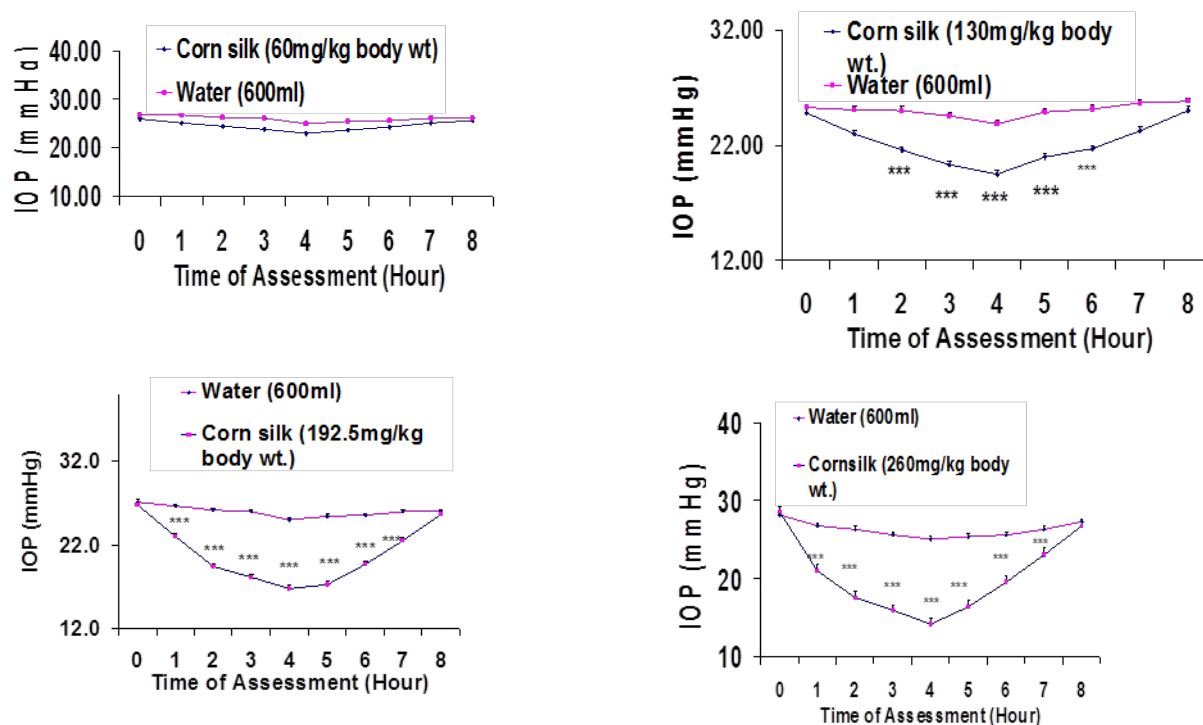 40.00
30.00
20.00
10.00
IOP (mmHal
Corn silk (60mg/kg body wt)
Water (600ml)
0 1 2 3 4 5 6 7 8
Time of Assessment (Hour)
32.00
22.00
12.00
IOP (mmHg)
Corn silk (130mg/kg body
wt.)
Water (600ml)
*** *** *** *** ***
0 1 2 3 4 5 6 7 8
Time of Assessment (Hour)
32.0
22.0
12.0
IOP (mmHg)
Water (600ml)
Corn silk (192.5mg/kg
body wt.)
*** *** *** *** *** *** ***
0 1 2 3 4 5 6 7 8
Time of Assessment (Hour)
40
30
20
10
IOP (mmHg)
Water (600ml)
Cornsilk (260mg/kg body
wt.)
*** *** *** *** *** *** ***
0 1 2 3 4 5 6 7 8
Time of Assessment (Hour)